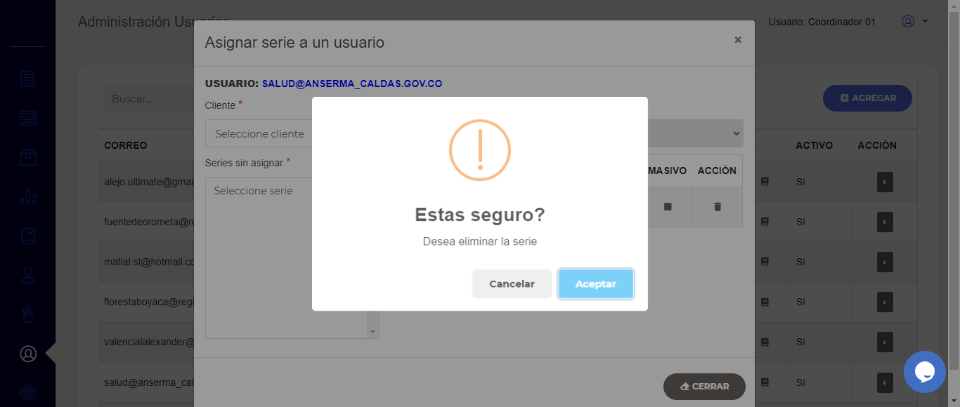 Administración Usuarios
Usuario: Coordinador 01
Asignar serie a un usuario
×
USUARIO: SALUD@ANSERMA_CALDAS.GOV.CO
Cliente *
Seleccione cliente
Series sin asignar *
Seleccione serie
MASIVO ACCIÓN
Estas seguro?
Desea eliminar la serie
Cancelar Aceptar
CERRAR
Buscar...
AGREGAR
CORREO ACTIVO ACCIÓN
alejo.ultimate@gmai Si
fuentedeorometa@re Si
matial.st@hotmail.co Si
florestaboyaca@regi Si
valencialalexander@ Si
salud@anserma_cal Si